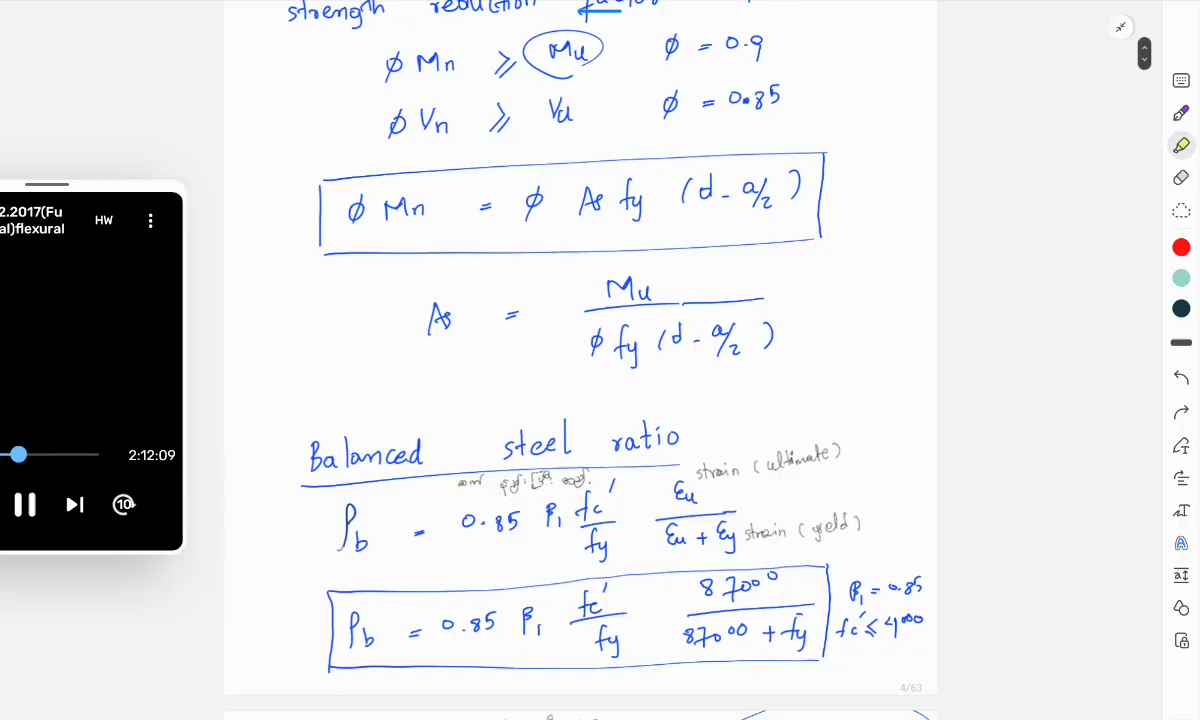 strength reduction factor
φ Mn ≥ Mu φ = 0.9
φ Vn ≥ Vu φ = 0.85
2.2017(Fu
al)flexural
HW
φ Mn = φ As fy (d - a/2)
As = Mu / φ fy (d - a/2)
2:12:09
10
Balanced steel ratio
strain (ultimate)
ρb = 0.85 β1 fc'/fy εu / εu + εy strain (yield)
ρb = 0.85 β1 fc'/fy 87000 / 87000 + fy
β1 = 0.85
fc' ≤ 4000
4/63